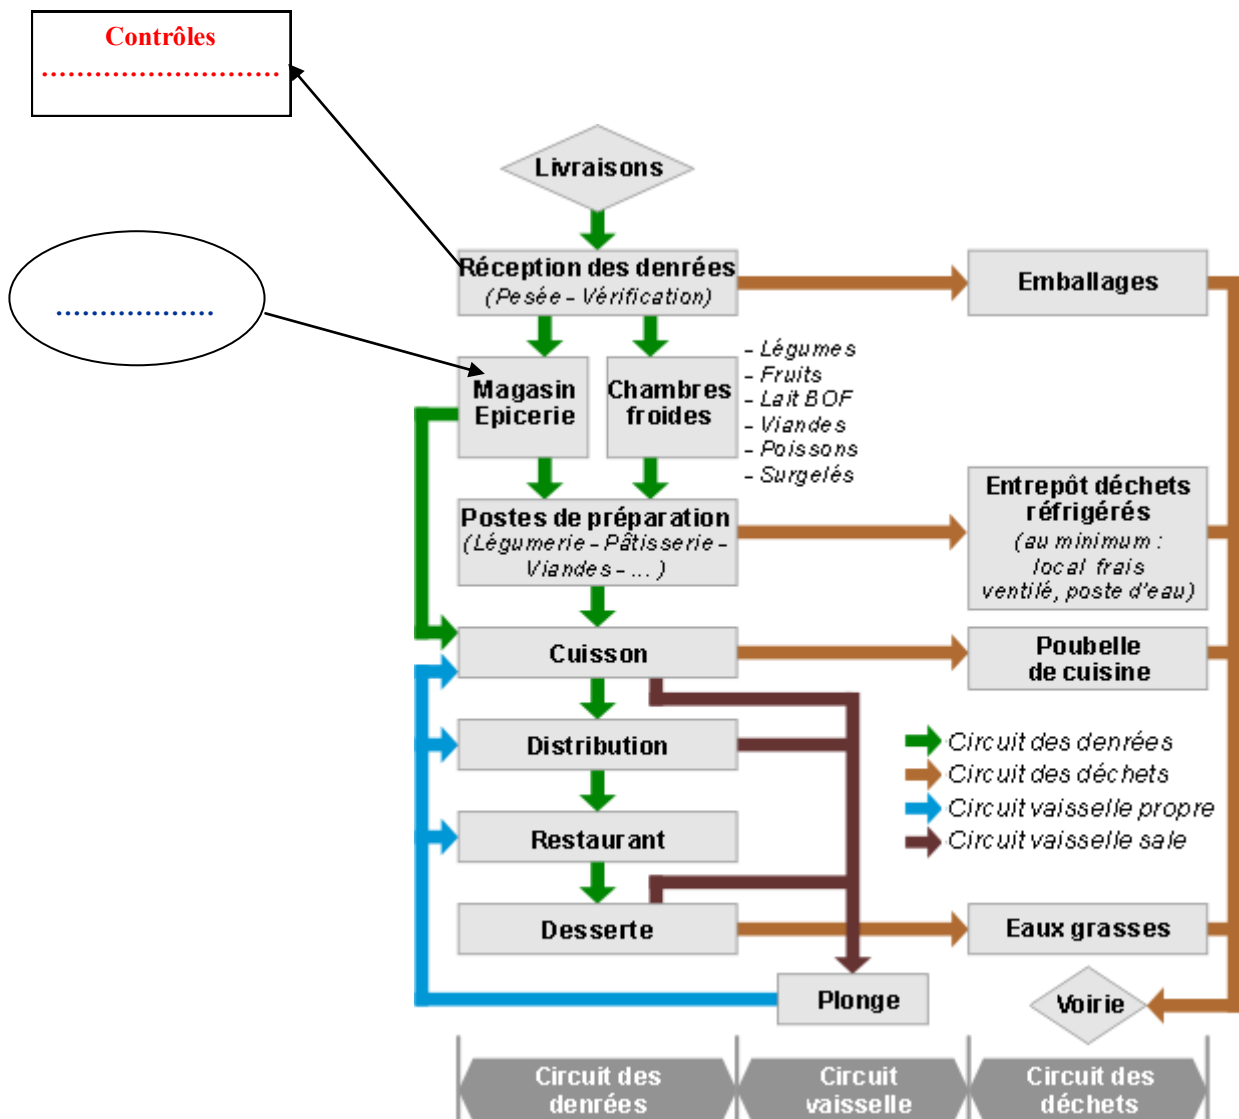 Contrôles
...........................
Livraisons
Réception des denrées
(Pesée - Vérification)
Emballages
..................
Magasin
Epicerie
Chambres
froides
- Légumes
- Fruits
- Lait BOF
- Viandes
- Poissons
- Surgelés
Postes de préparation
(Légumerie - Pâtisserie -
Viandes - ... )
Entrepôt déchets
réfrigérés
(au minimum :
local frais
ventilé, poste d'eau)
Cuisson
Poubelle
de cuisine
Distribution
Circuit des denrées
Circuit des déchets
Circuit vaisselle propre
Circuit vaisselle sale
Restaurant
Desserte
Eaux grasses
Plonge
Voirie
Circuit des
denrées
Circuit
vaisselle
Circuit des
déchets